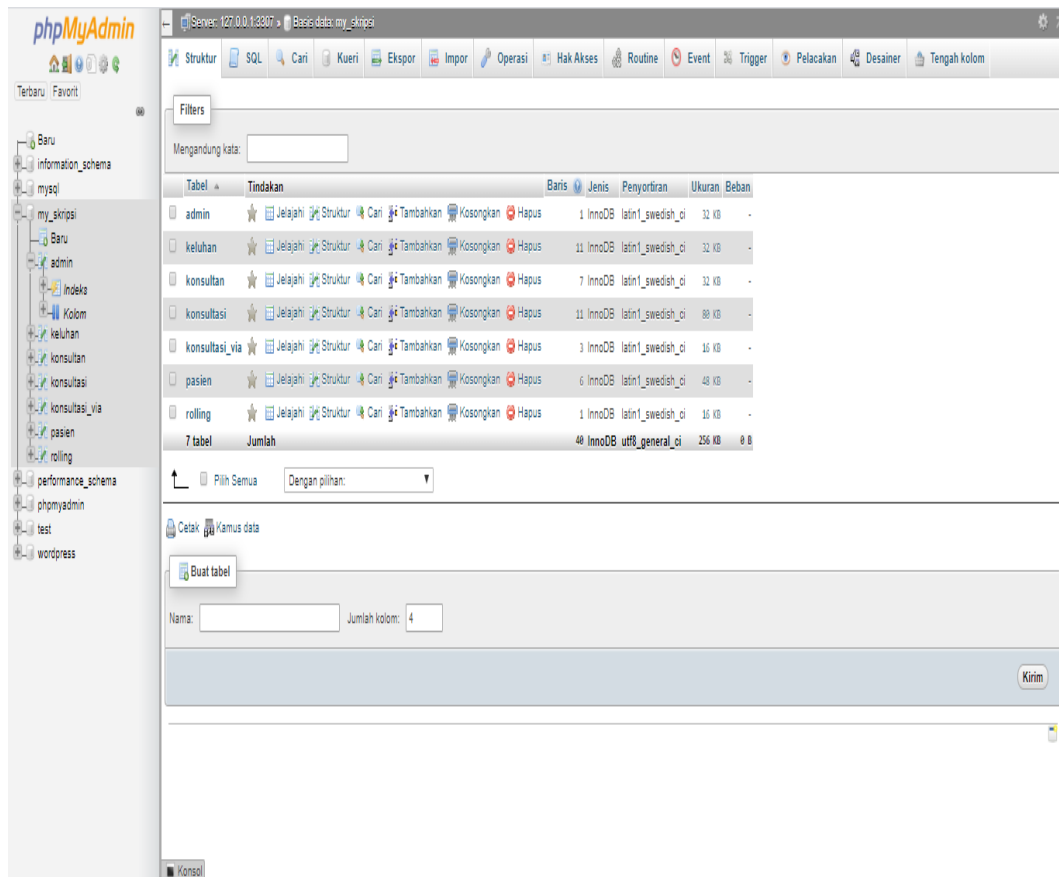 phpMyAdmin
Terbaru Favorit
Baru
information_schema
mysql
my_skripsi
Baru
admin
Indeks
Kolom
keluhan
konsultan
konsultasi
konsultasi_via
pasien
rolling
performance_schema
phpmyadmin
test
wordpress
Server: 127.0.0.1:3307 » Basis data: my_skripsi
Struktur SQL Cari Kueri Ekspor Impor Operasi Hak Akses Routine Event Trigger Pelacakan Desainer Tengah kolom
Filters
Mengandung kata:
Tabel Tindakan Baris Jenis Penyortiran Ukuran Beban
admin Jelajahi Struktur Cari Tambahkan Kosongkan Hapus 1 InnoDB latin1_swedish_ci 32 KB -
keluhan Jelajahi Struktur Cari Tambahkan Kosongkan Hapus 11 InnoDB latin1_swedish_ci 32 KB -
konsultan Jelajahi Struktur Cari Tambahkan Kosongkan Hapus 7 InnoDB latin1_swedish_ci 32 KB -
konsultasi Jelajahi Struktur Cari Tambahkan Kosongkan Hapus 11 InnoDB latin1_swedish_ci 80 KB -
konsultasi_via Jelajahi Struktur Cari Tambahkan Kosongkan Hapus 3 InnoDB latin1_swedish_ci 16 KB -
pasien Jelajahi Struktur Cari Tambahkan Kosongkan Hapus 6 InnoDB latin1_swedish_ci 48 KB -
rolling Jelajahi Struktur Cari Tambahkan Kosongkan Hapus 1 InnoDB latin1_swedish_ci 16 KB -
7 tabel Jumlah 40 InnoDB utf8_general_ci 256 KB 0 B
Pilih Semua Dengan pilihan:
Cetak Kamus data
Buat tabel
Nama: Jumlah kolom: 4
Kirim
Konsol